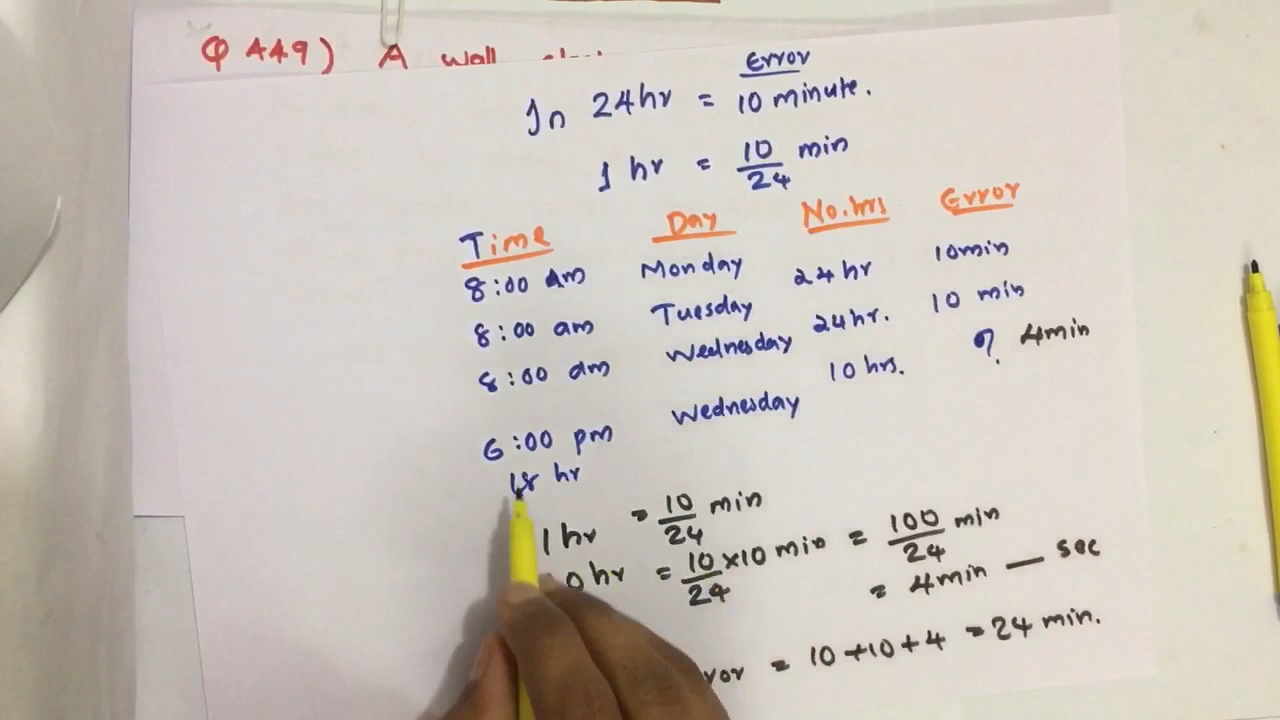 Q 449) A wall
Error
In 24hr = 10 minute.
1 hr = 10/24 min
Time Day No.hrs Error
8:00 am Monday 24 hr 10min
8:00 am Tuesday 24hr. 10 min
8:00 am Wednesday 10 hrs. ? 4min
6:00 pm Wednesday
18 hr
1 hr = 10/24 min
0hr = 10/24 ×10 min = 100/24 min
= 4min — sec
ror = 10 +10 + 4 = 24 min.